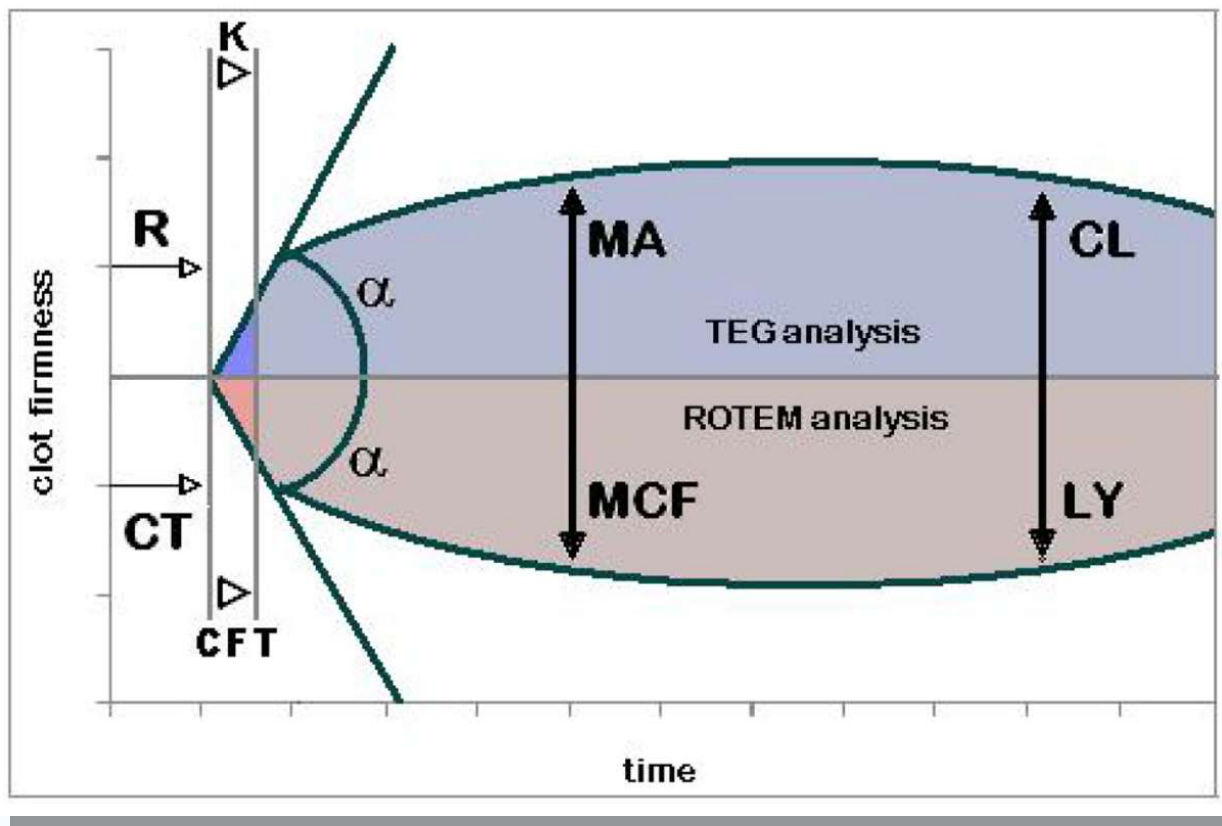 K
R
α
MA
CL
TEG analysis
clot firmness
ROTEM analysis
α
MCF
LY
CT
CFT
time